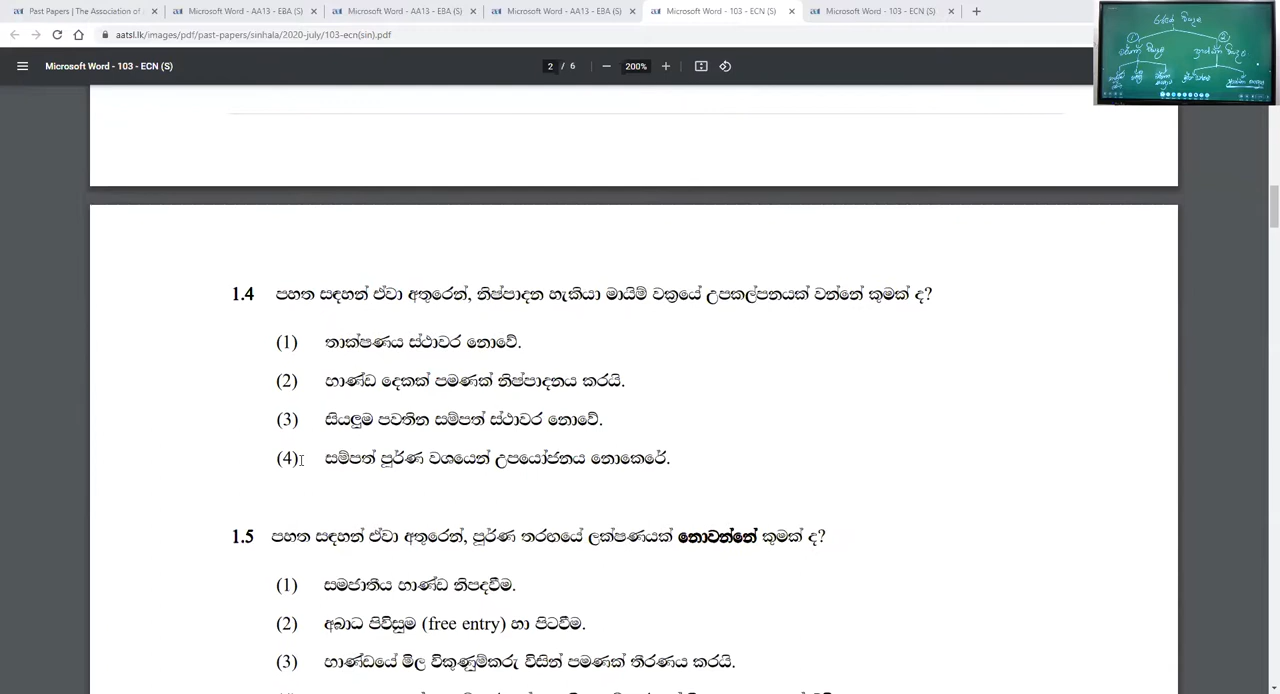 Past Papers | The Association of
Microsoft Word - AA13 - EBA (S)
Microsoft Word - AA13 - EBA (S)
Microsoft Word - AA13 - EBA (S)
Microsoft Word - 103 - ECN (S)
Microsoft Word - 103 - ECN (S)
aatsl.lk/images/pdf/past-papers/sinhala/2020-july/103-ecn(sin).pdf
Microsoft Word - 103 - ECN (S)
2 / 6
200%
1.4 පහත සඳහන් ඒවා අතුරෙන්, නිෂ්පාදන හැකියා මායිම් වක්‍රයේ උපකල්පනයක් වන්නේ කුමක් ද?
(1) තාක්ෂණය ස්ථාවර නොවේ.
(2) භාණ්ඩ දෙකක් පමණක් නිෂ්පාදනය කරයි.
(3) සියලුම පවතින සම්පත් ස්ථාවර නොවේ.
(4) සම්පත් පූර්ණ වශයෙන් උපයෝජනය නොකෙරේ.
1.5 පහත සඳහන් ඒවා අතුරෙන්, පූර්ණ තරඟයේ ලක්ෂණයක් නොවන්නේ කුමක් ද?
(1) සමජාතීය භාණ්ඩ නිපදවීම.
(2) අබාධ පිවිසුම (free entry) හා පිටවීම.
(3) භාණ්ඩයේ මිල විකුණුම්කරු විසින් පමණක් තීරණය කරයි.